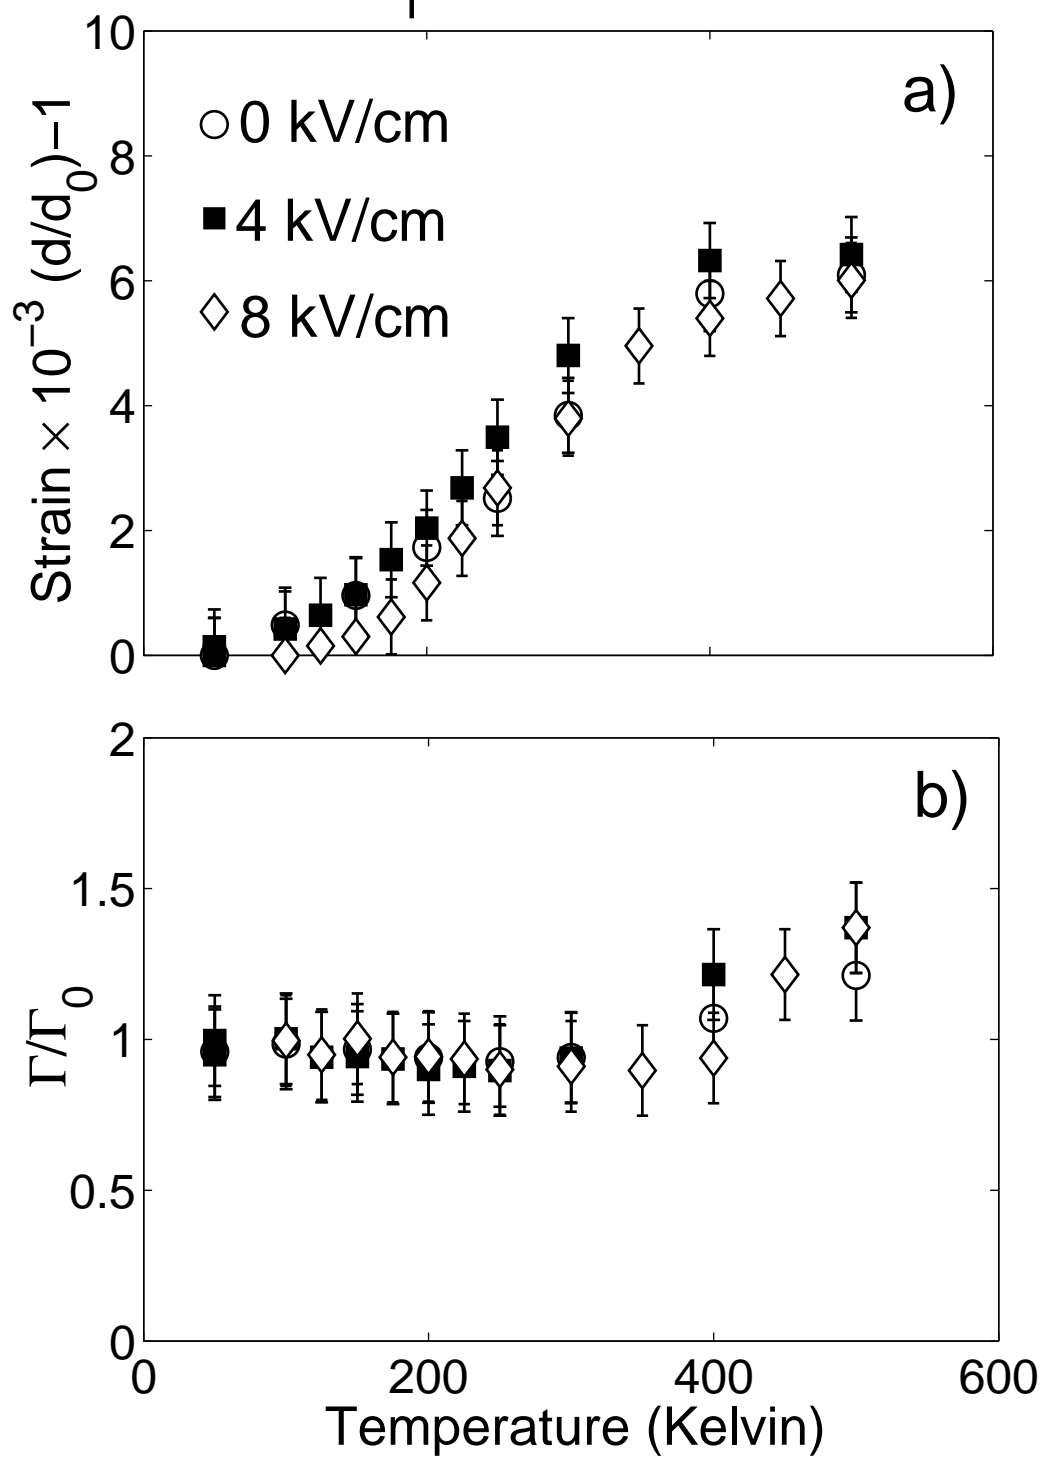 10
a)
0 kV/cm
8
4 kV/cm
6
8 kV/cm
4
2
0
Strain × 10⁻³ (d/d₀)−1
2
b)
1.5
1
0.5
0
Γ/Γ₀
0 200 400 600
Temperature (Kelvin)